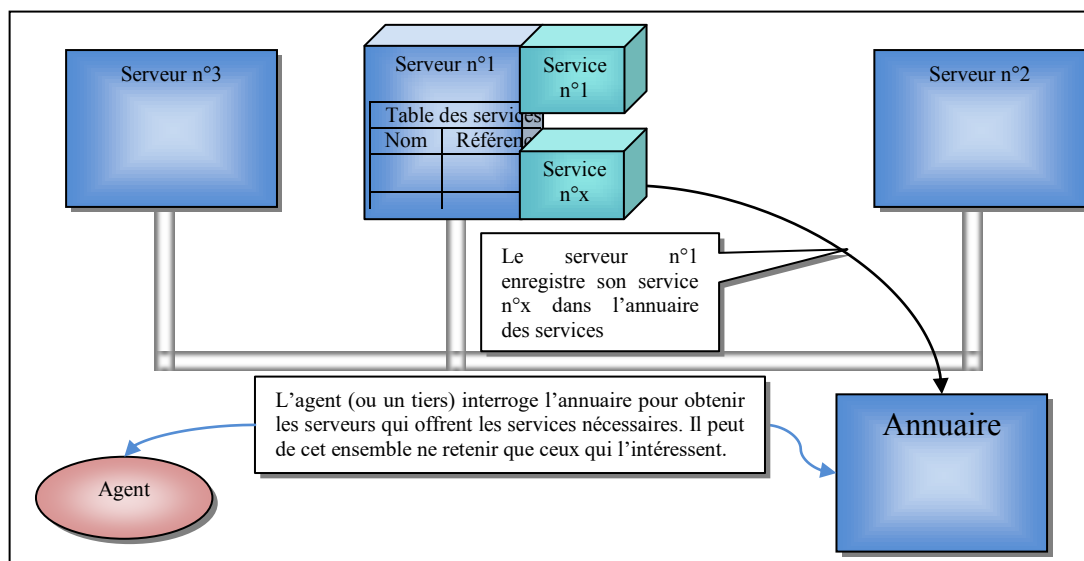 Serveur n°3
Serveur n°1
Service
n°1
Serveur n°2
Table des services
Nom
Référenc
Service
n°x
Le serveur n°1
enregistre son service
n°x dans l’annuaire
des services
L’agent (ou un tiers) interroge l’annuaire pour obtenir
les serveurs qui offrent les services nécessaires. Il peut
de cet ensemble ne retenir que ceux qui l’intéressent.
Annuaire
Agent